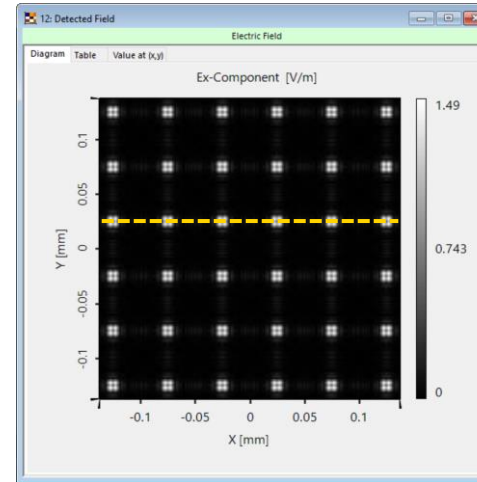 12: Detected Field
Electric Field
Diagram Table Value at (x,y)
Ex-Component [V/m]
1.49
0.743
0
0.1
0.05
0
-0.05
-0.1
Y [mm]
-0.1 -0.05 0 0.05 0.1
X [mm]